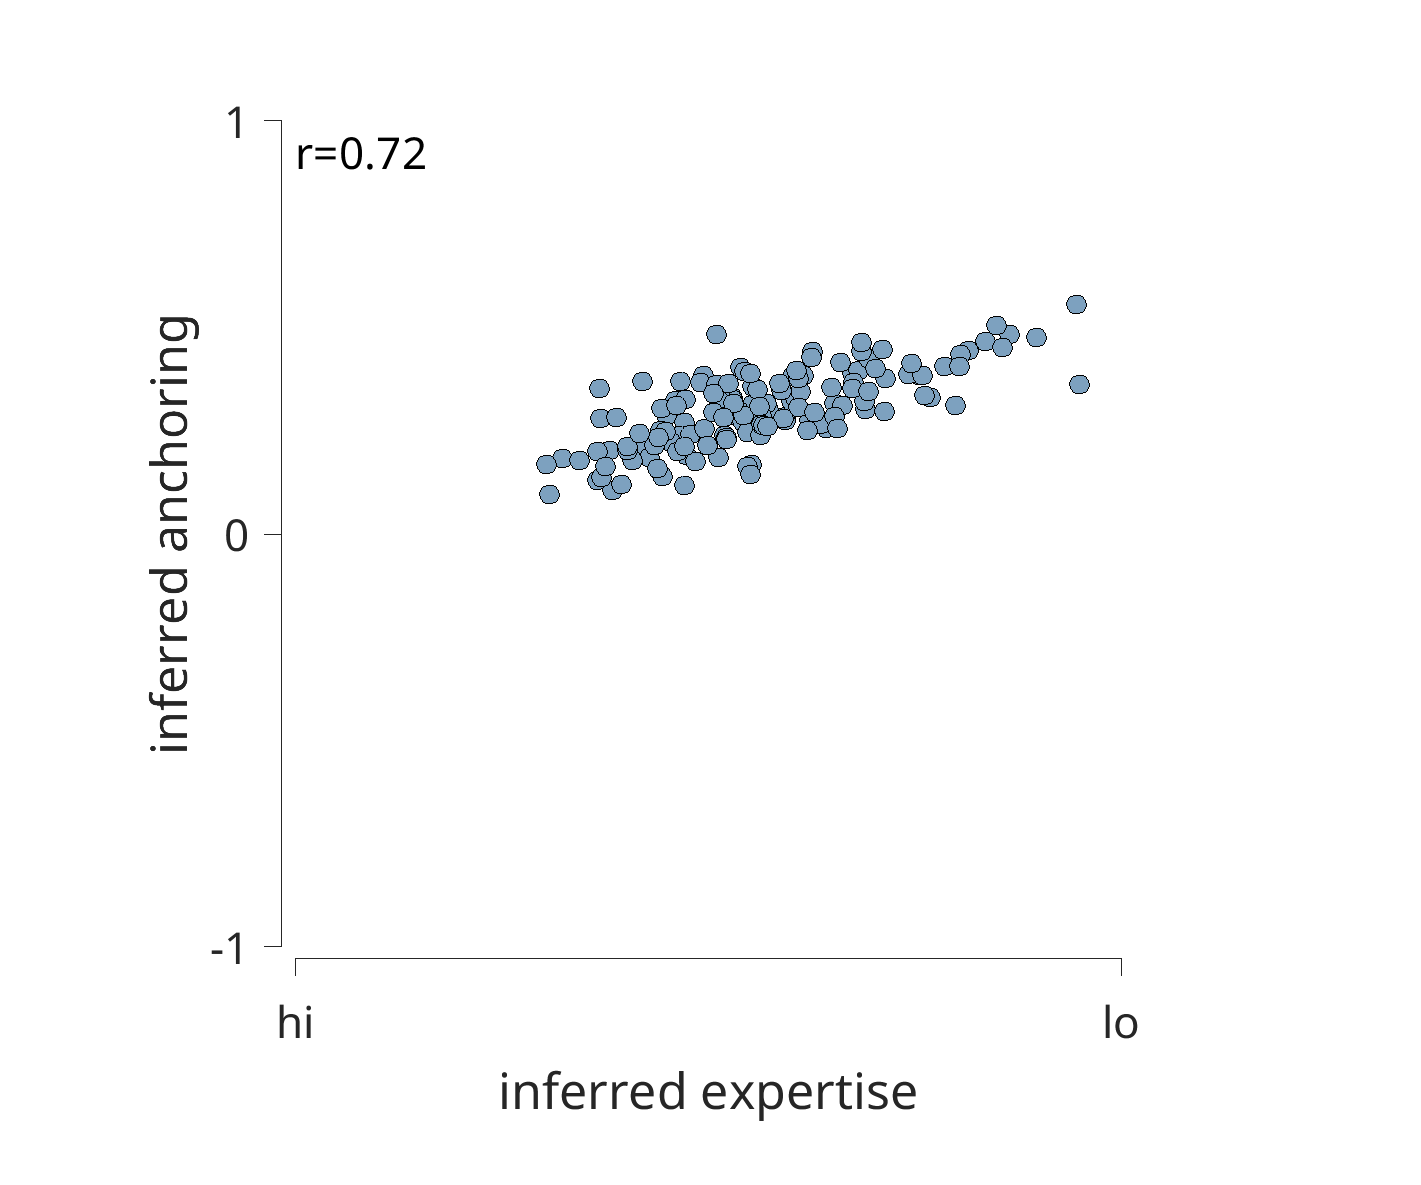 1
r=0.72
inferred anchoring
0
-1
hi
lo
inferred expertise